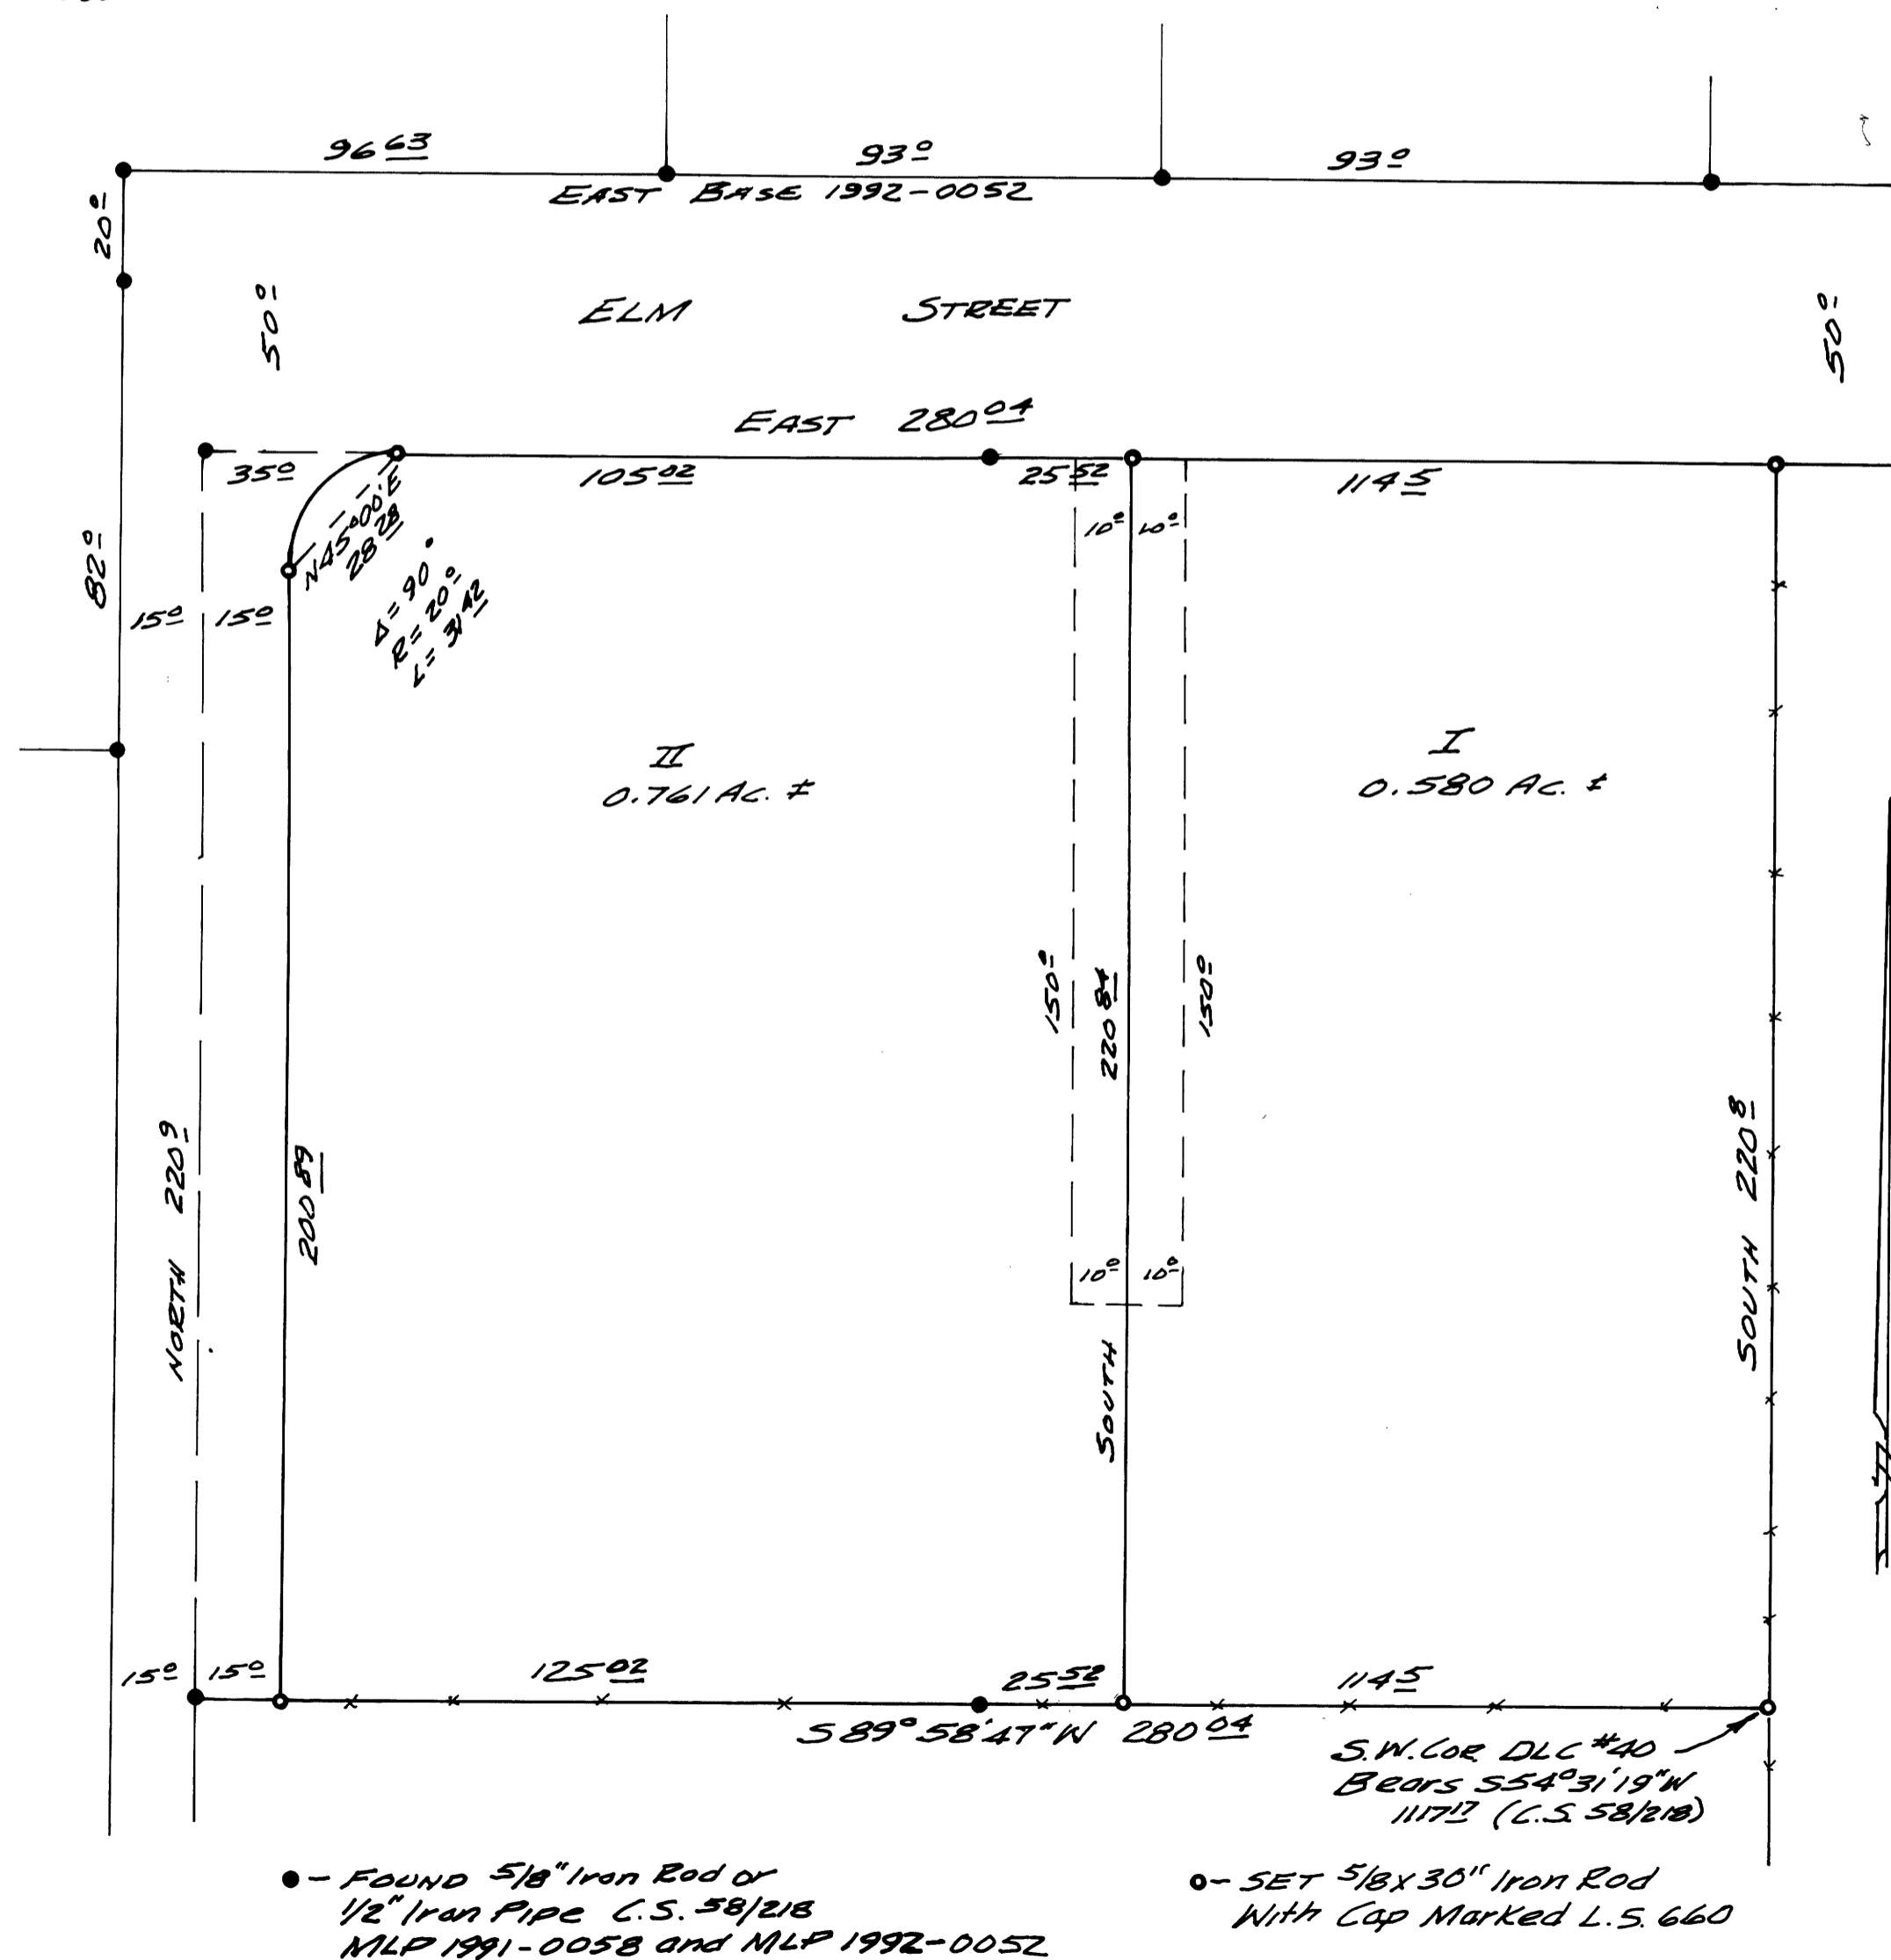 96 63
93 0
93 0
EAST BASE 1992-0052
20 0
50 0
ELM STREET
50 0
EAST 280 04
35 0
105 02
25 52
114 5
N45°00'E
28 28
10 0
10 0
Δ = 90°
R = 20 0
L = 31 42
82 0
15 0
15 0
II
0.761 Ac. ±
I
0.580 Ac. ±
150 0
220 84
150 0
NORTH 220 9
200 89
SOUTH 220 8
10 0
10 0
SOUTH
15 0
15 0
125 02
25 52
114 5
S 89° 58' 47" W 280 04
S.W. COR. DLC #40
Bears S54°31'19"W
1117 17 (C.S. 58/218)
● - FOUND 5/8" Iron Rod or
1/2" Iron Pipe C.S. 58/218
MLP 1991-0058 and MLP 1992-0052
o - SET 5/8 x 30" Iron Rod
With Cap Marked L.S. 660